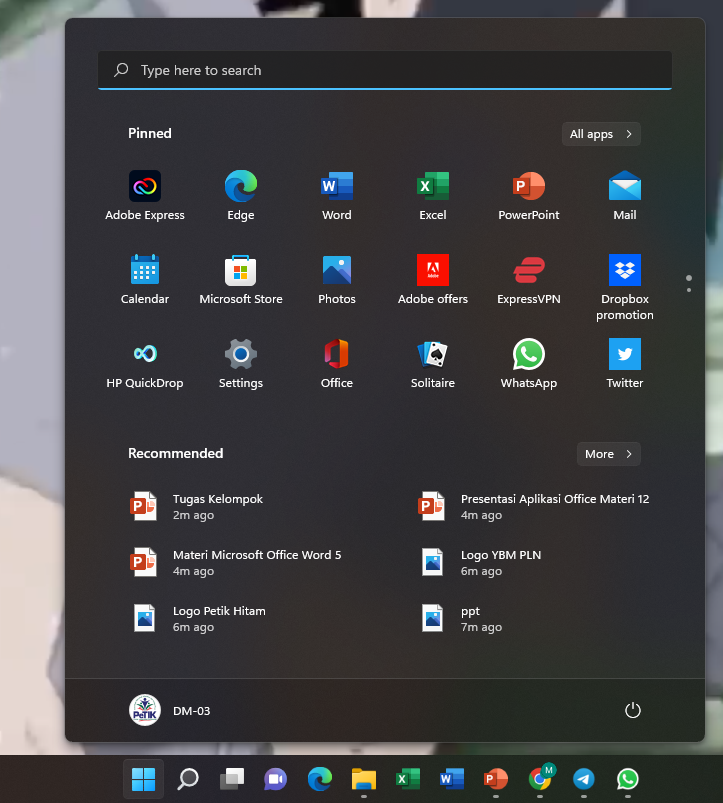 Type here to search
Pinned
All apps
Adobe Express
Edge
Word
Excel
PowerPoint
Mail
Calendar
Microsoft Store
Photos
Adobe offers
ExpressVPN
Dropbox
promotion
HP QuickDrop
Settings
Office
Solitaire
WhatsApp
Twitter
Recommended
More
Tugas Kelompok
2m ago
Presentasi Aplikasi Office Materi 12
4m ago
Materi Microsoft Office Word 5
4m ago
Logo YBM PLN
6m ago
Logo Petik Hitam
6m ago
ppt
7m ago
PeTIK
DM-03
M